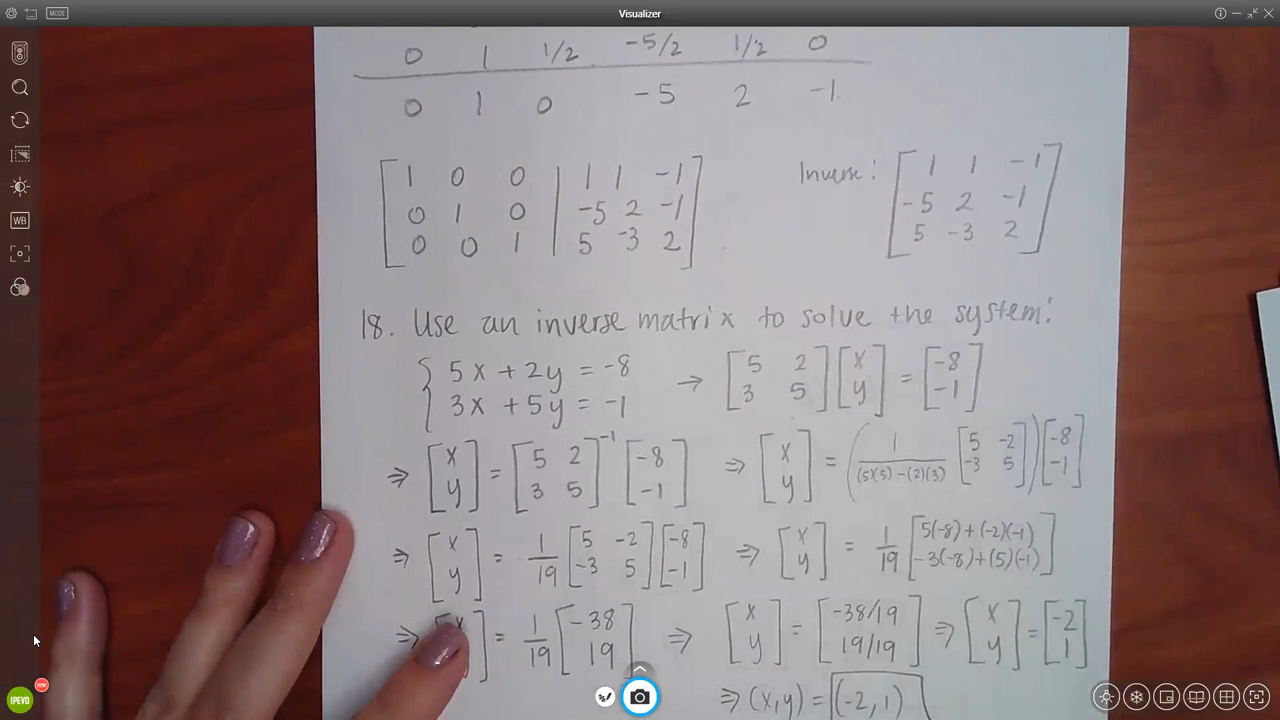 Visualizer
MODE
0 1 1/2 -5/2 1/2 0
0 1 0 -5 2 -1
[1 0 0 | 1 1 -1]
[0 1 0 | -5 2 -1]
[0 0 1 | 5 -3 2]
Inverse: [1 1 -1]
[-5 2 -1]
[5 -3 2]
18. Use an inverse matrix to solve the system:
{ 5x + 2y = -8
3x + 5y = -1
→ [5 2; 3 5] [x; y] = [-8; -1]
⇒ [x; y] = [5 2; 3 5]⁻¹ [-8; -1]
⇒ [x; y] = (1/((5)(5)-(2)(3)) [5 -2; -3 5]) [-8; -1]
⇒ [x; y] = 1/19 [5 -2; -3 5] [-8; -1]
⇒ [x; y] = 1/19 [5(-8)+(-2)(-1); -3(-8)+(5)(-1)]
⇒ [x; ] = 1/19 [-38; 19]
⇒ [x; y] = [-38/19; 19/19] ⇒ [x; y] = [-2; 1]
⇒ (x,y) = (-2,1)
WB
new
IPEVO